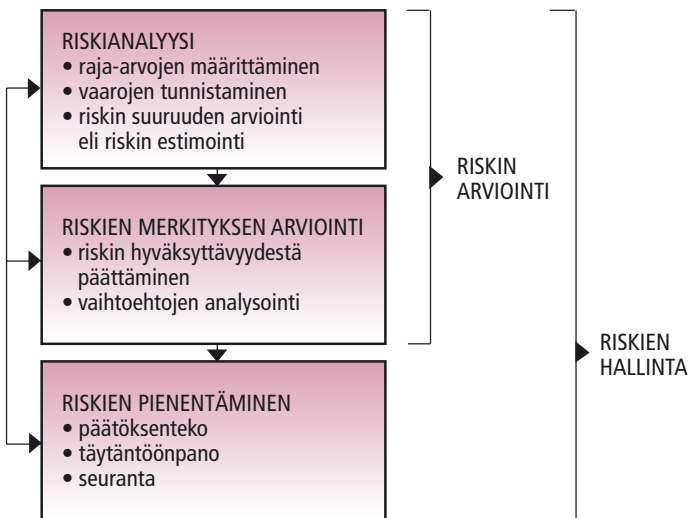 RISKIANALYYSI
• raja-arvojen määrittäminen
• vaarojen tunnistaminen
• riskin suuruuden arviointi
eli riskin estimointi
RISKIN
ARVIOINTI
RISKIEN MERKITYKSEN ARVIOINTI
• riskin hyväksyttävyydestä
päättäminen
• vaihtoehtojen analysointi
RISKIEN
HALLINTA
RISKIEN PIENENTÄMINEN
• päätöksenteko
• täytäntöönpano
• seuranta